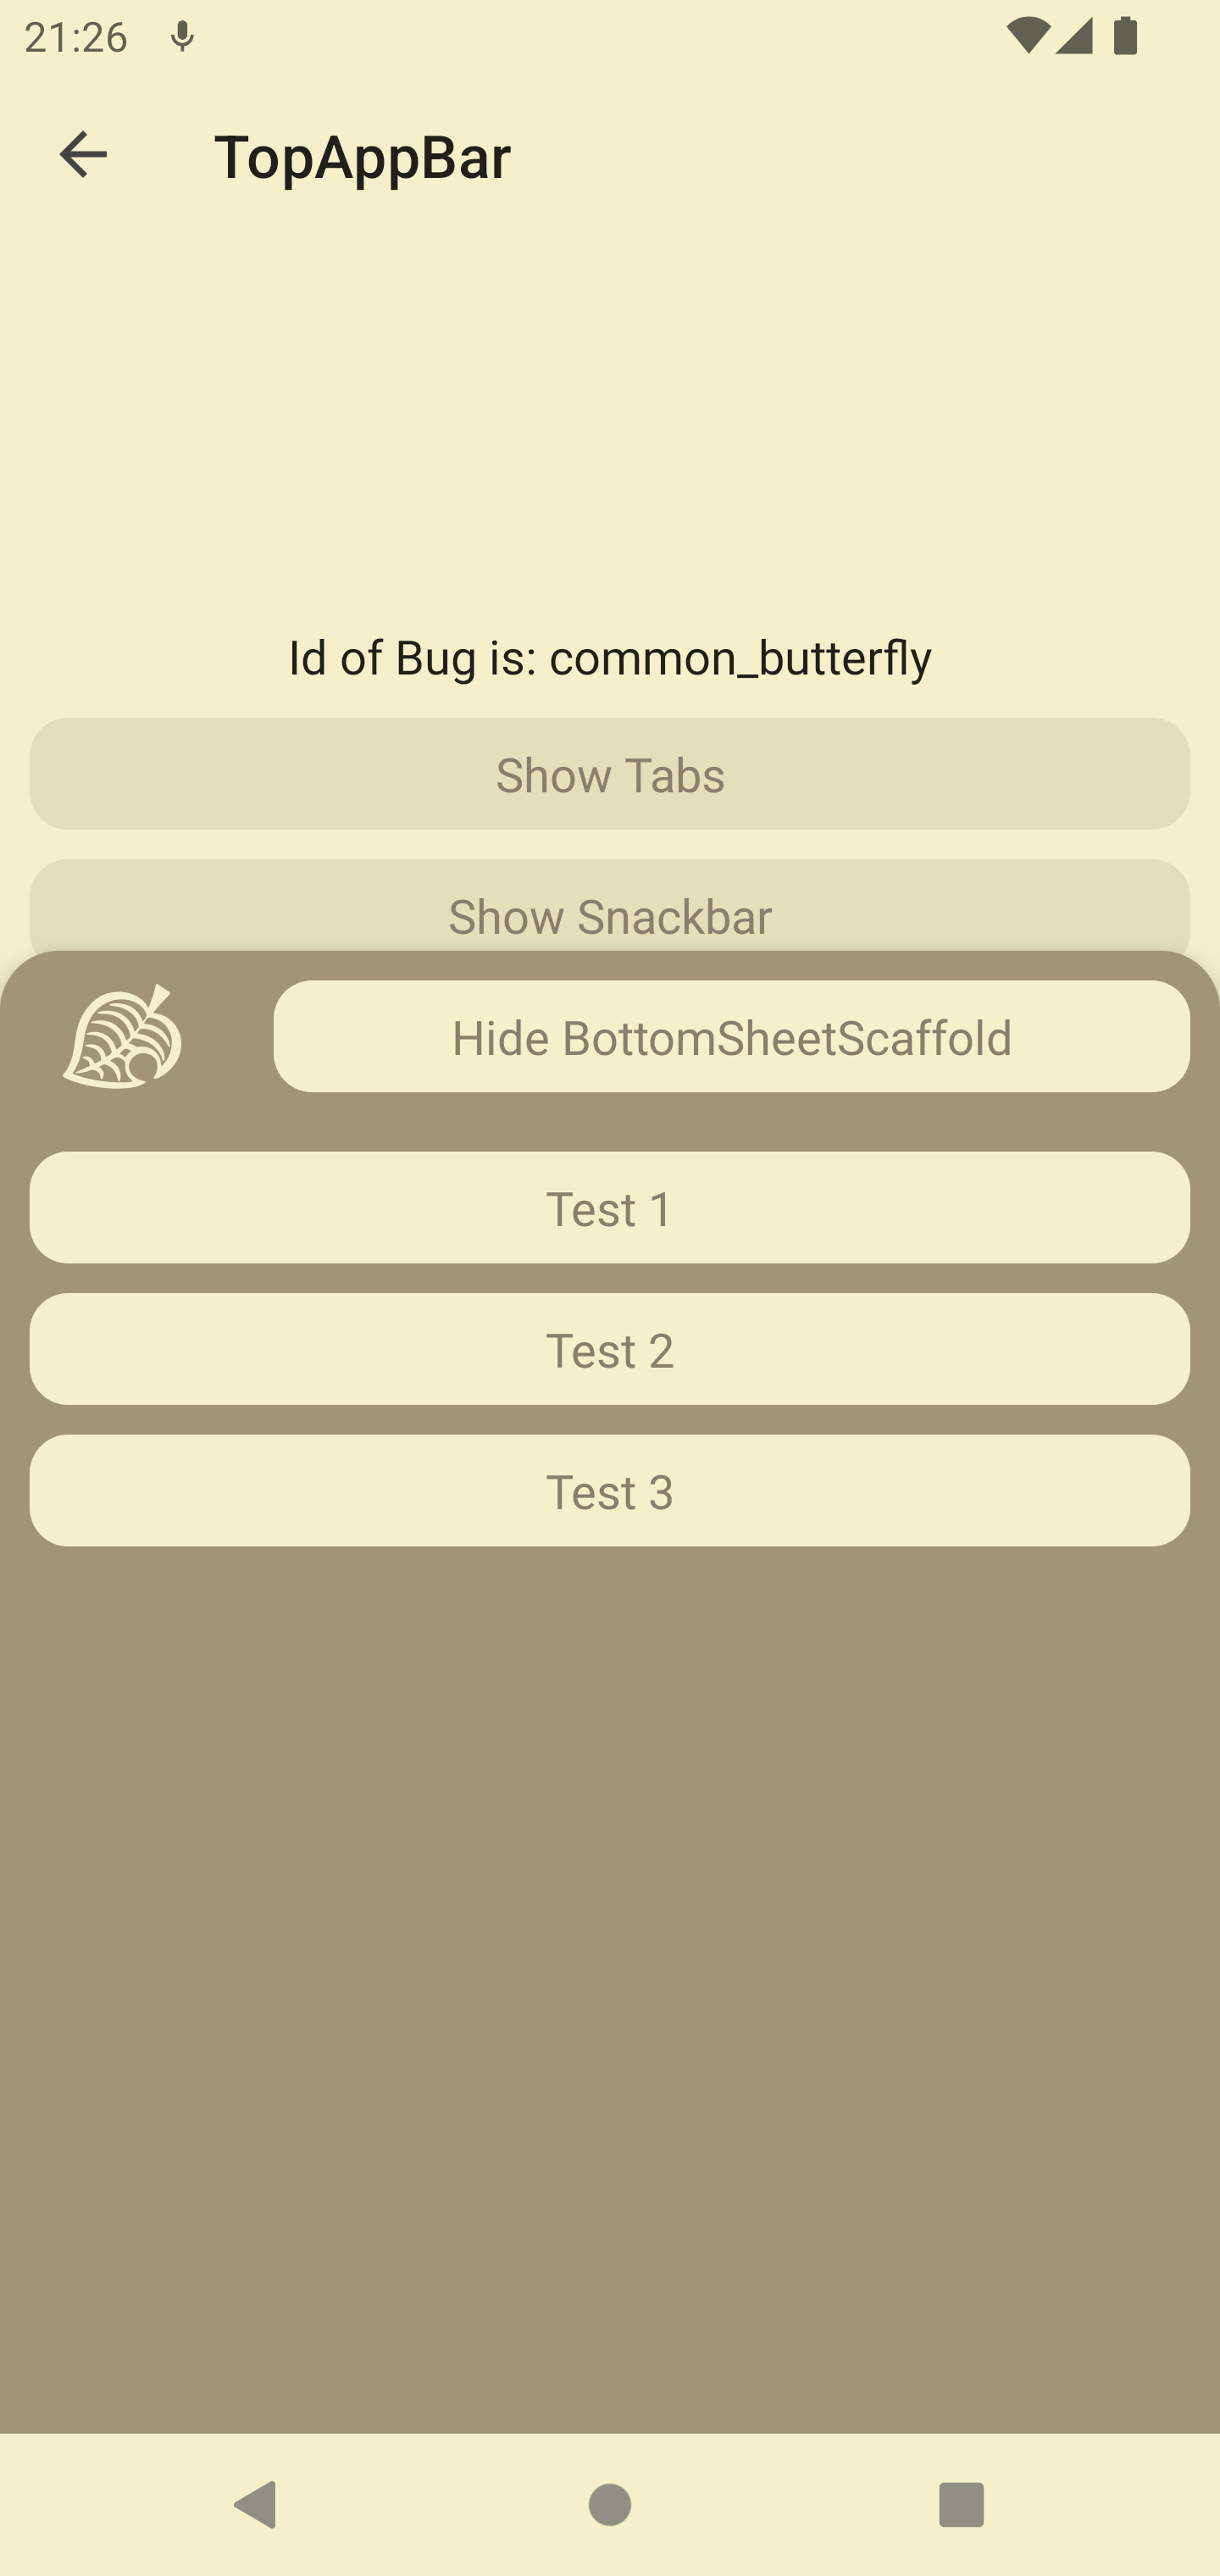 21:26
TopAppBar
Id of Bug is: common_butterfly
Show Tabs
Show Snackbar
Hide BottomSheetScaffold
Test 1
Test 2
Test 3